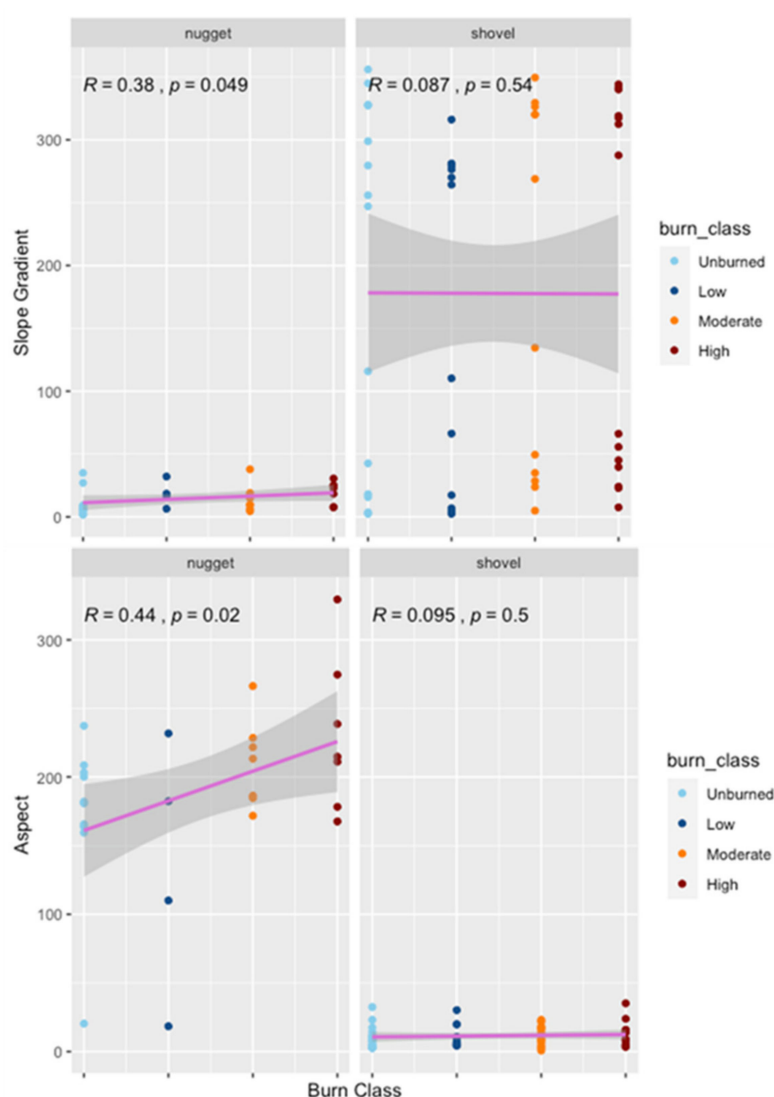 nugget
shovel
R = 0.38 , p = 0.049
R = 0.087 , p = 0.54
300
200
100
0
Slope Gradient
burn_class
Unburned
Low
Moderate
High
nugget
shovel
R = 0.44 , p = 0.02
R = 0.095 , p = 0.5
300
200
100
0
Aspect
burn_class
Unburned
Low
Moderate
High
Burn Class